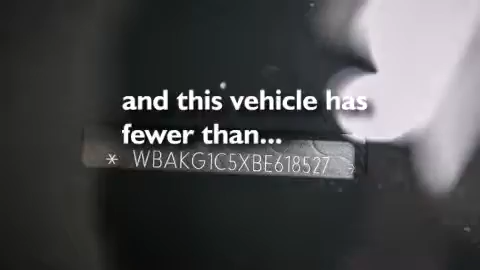 and this vehicle has
fewer than...
* WBAKG1C5XBE618527